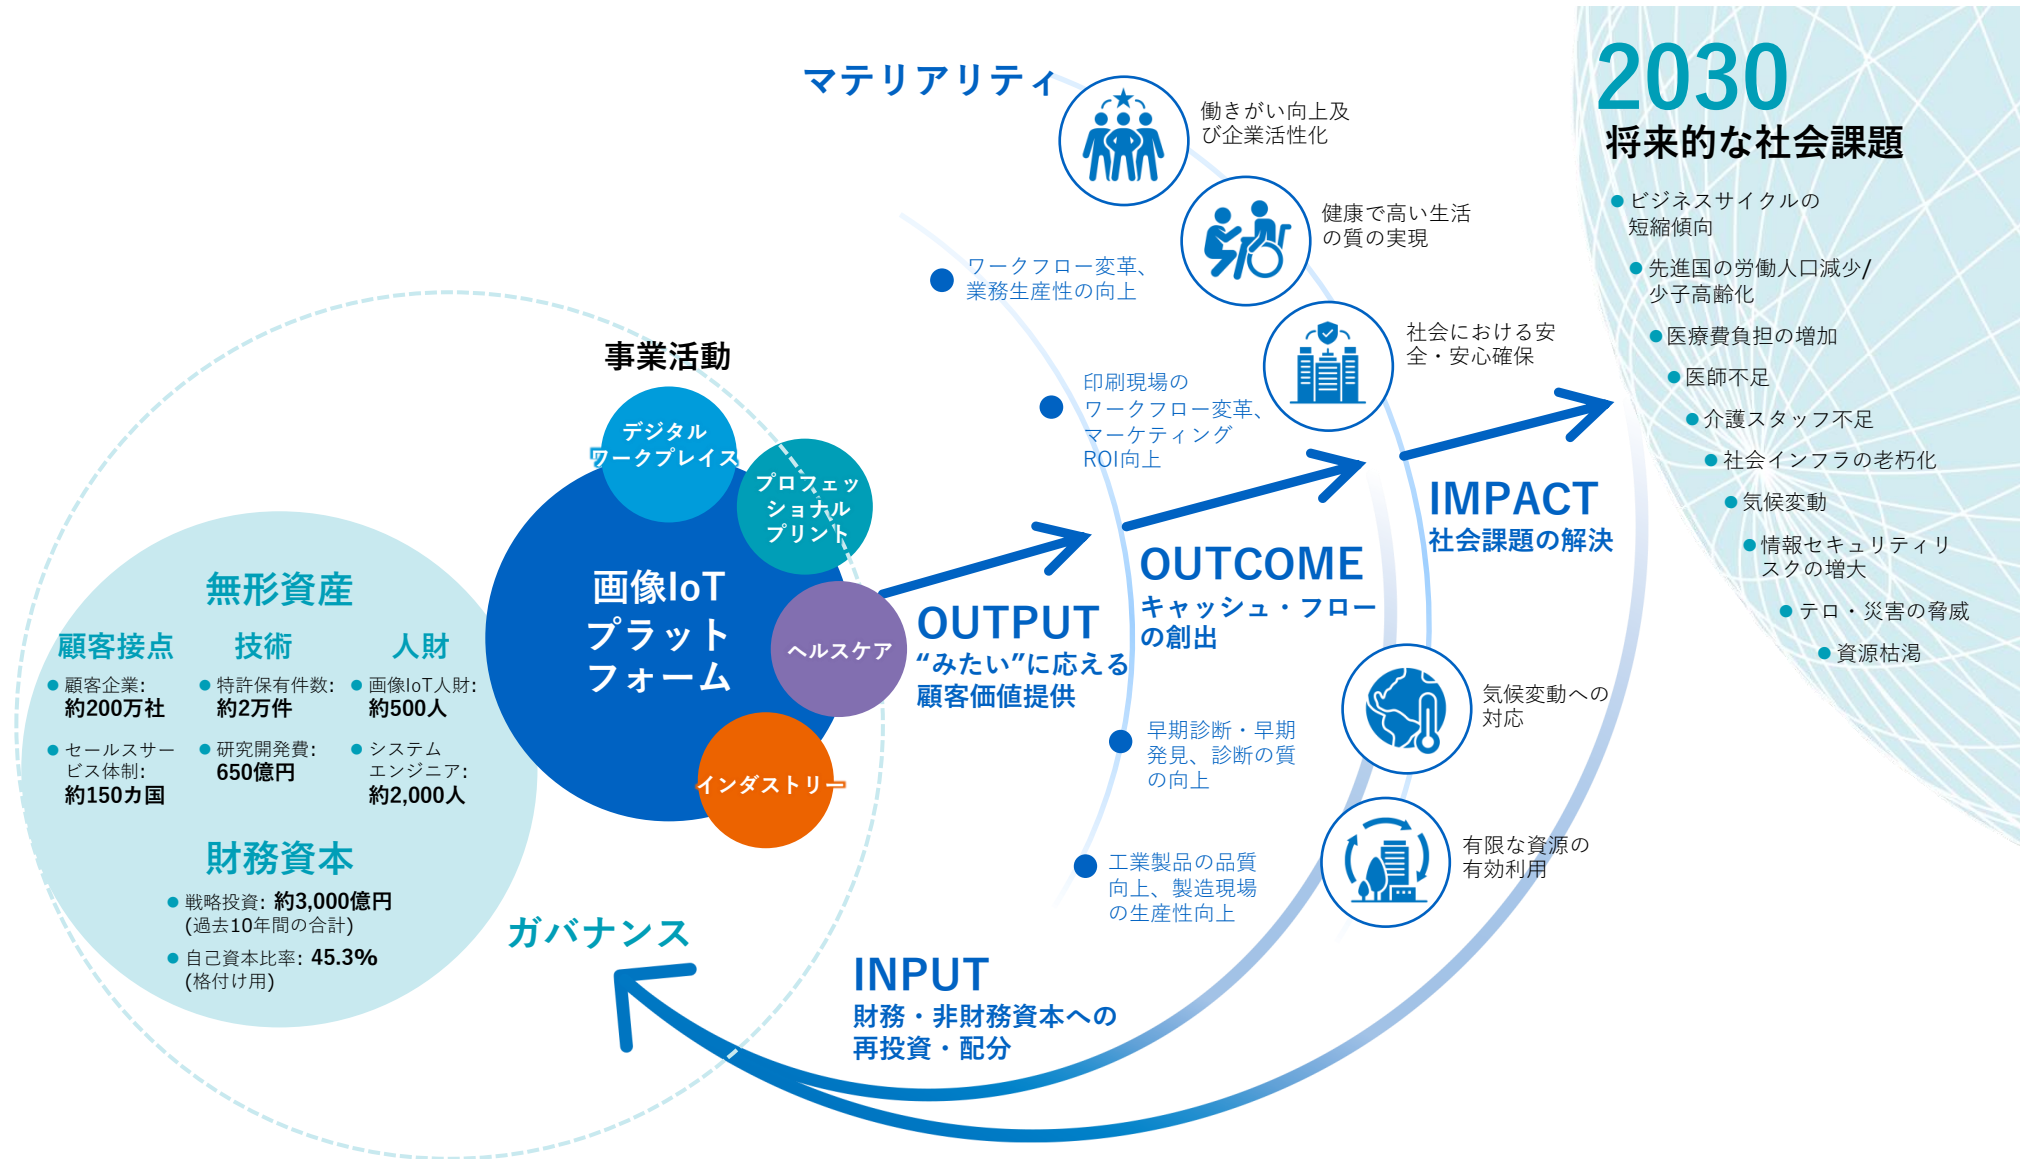 マテリアリティ
働きがい向上及
び企業活性化
健康で高い生活
の質の実現
社会における安
全・安心確保
気候変動への
対応
有限な資源の
有効利用
2030
将来的な社会課題
ビジネスサイクルの
短縮傾向
先進国の労働人口減少/
少子高齢化
医療費負担の増加
医師不足
介護スタッフ不足
社会インフラの老朽化
気候変動
情報セキュリティリ
スクの増大
テロ・災害の脅威
資源枯渇
ワークフロー変革、
業務生産性の向上
印刷現場の
ワークフロー変革、
マーケティング
ROI向上
早期診断・早期
発見、診断の質
の向上
工業製品の品質
向上、製造現場
の生産性向上
事業活動
デジタル
ワークプレイス
プロフェッ
ショナル
プリント
ヘルスケア
インダストリー
画像IoT
プラット
フォーム
無形資産
顧客接点
顧客企業:
約200万社
セールスサー
ビス体制:
約150カ国
技術
特許保有件数:
約2万件
研究開発費:
650億円
人財
画像IoT人財:
約500人
システム
エンジニア:
約2,000人
財務資本
戦略投資: 約3,000億円
(過去10年間の合計)
自己資本比率: 45.3%
(格付け用)
ガバナンス
OUTPUT
“みたい”に応える
顧客価値提供
OUTCOME
キャッシュ・フロー
の創出
IMPACT
社会課題の解決
INPUT
財務・非財務資本への
再投資・配分